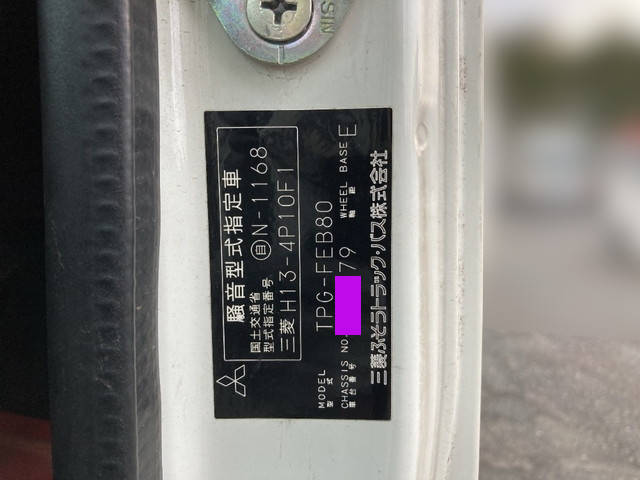 騒音型式指定車
国土交通省
型式指定番号
自N-1168
三菱 H13-4P10F1
MODEL
型式
TPG-FEB80
CHASSIS NO.
車台番号
79
WHEEL BASE
軸距
E
三菱ふそうトラック・バス株式会社
NISIN